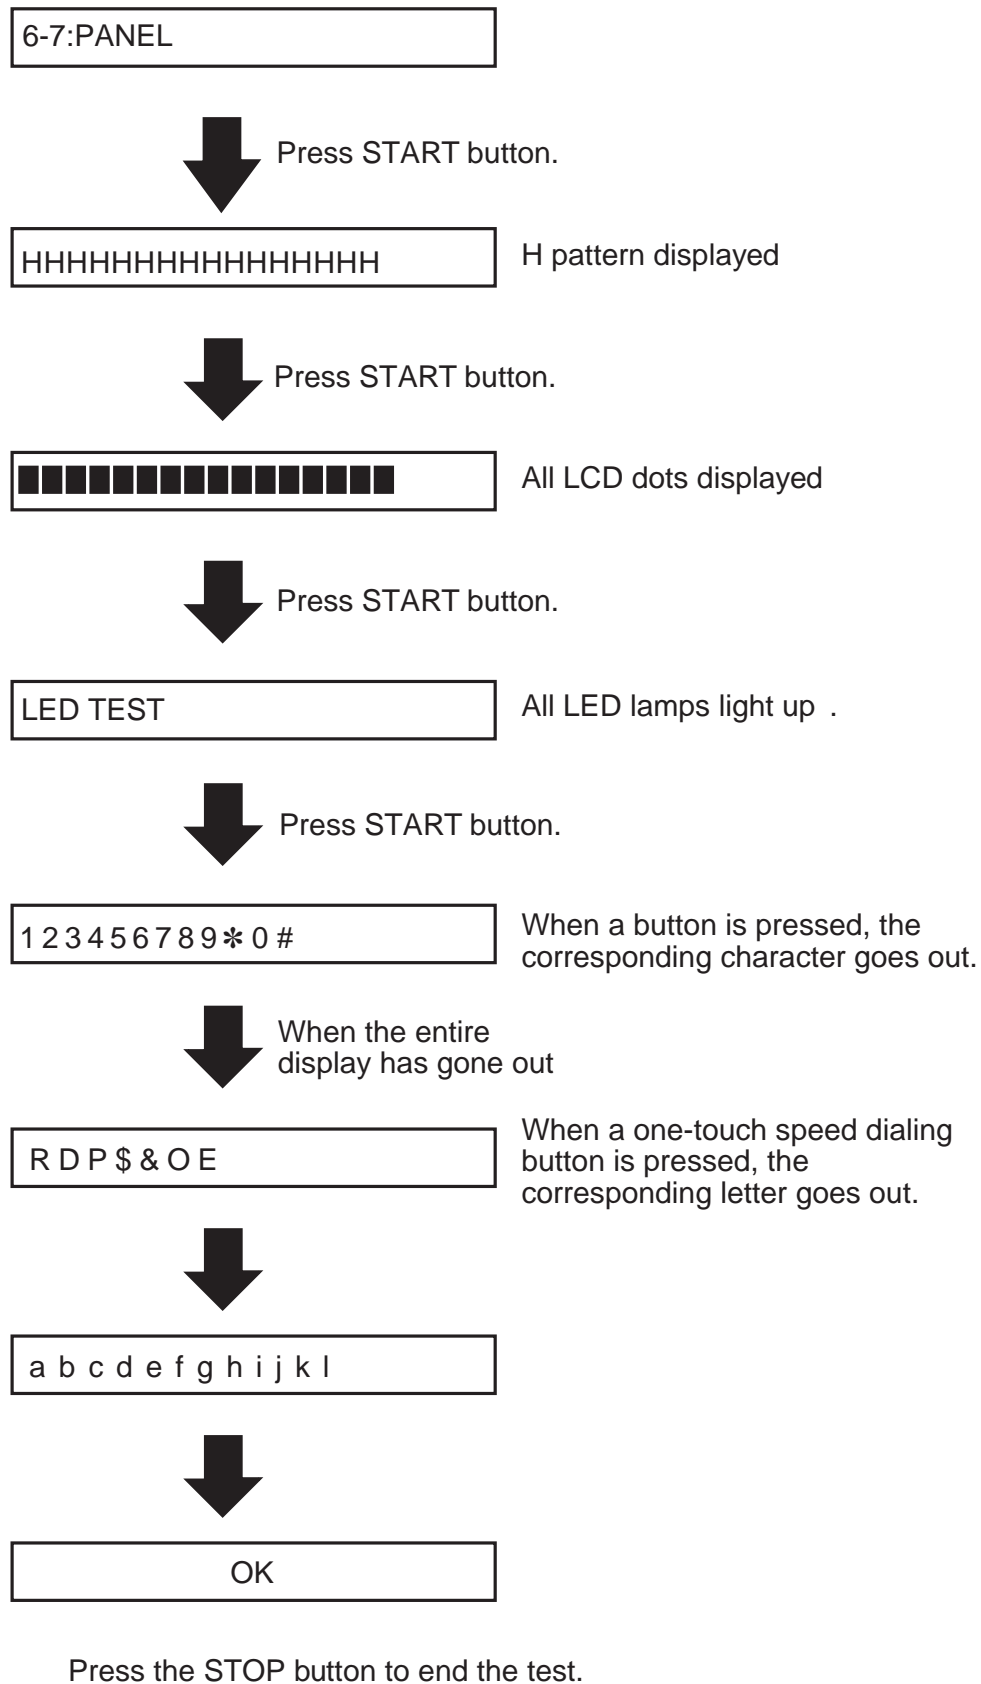 6-7:PANEL
Press START button.
HHHHHHHHHHHHHHHH
H pattern displayed
Press START button.
■■■■■■■■■■■■■■■■
All LCD dots displayed
Press START button.
LED TEST
All LED lamps light up .
Press START button.
1 2 3 4 5 6 7 8 9 ✻ 0 #
When a button is pressed, the
corresponding character goes out.
When the entire
display has gone out
R D P $ & O E
When a one-touch speed dialing
button is pressed, the
corresponding letter goes out.
a b c d e f g h i j k l
OK
Press the STOP button to end the test.